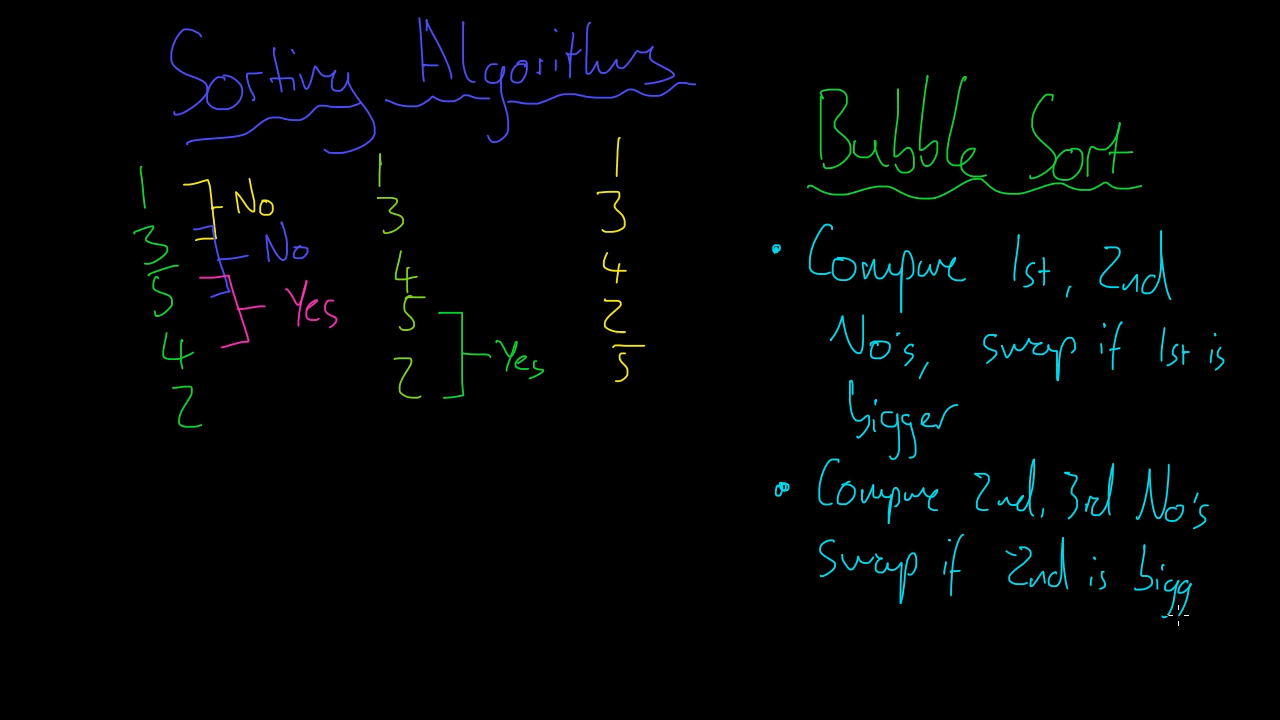 Sorting Algorithms
1
3
5
4
2
No
No
Yes
1
3
4
5
2
Yes
1
3
4
2
5
Bubble Sort
• Compare 1st, 2nd
No's, swap if 1st is
bigger
• Compare 2nd, 3rd No's
swap if 2nd is bigg